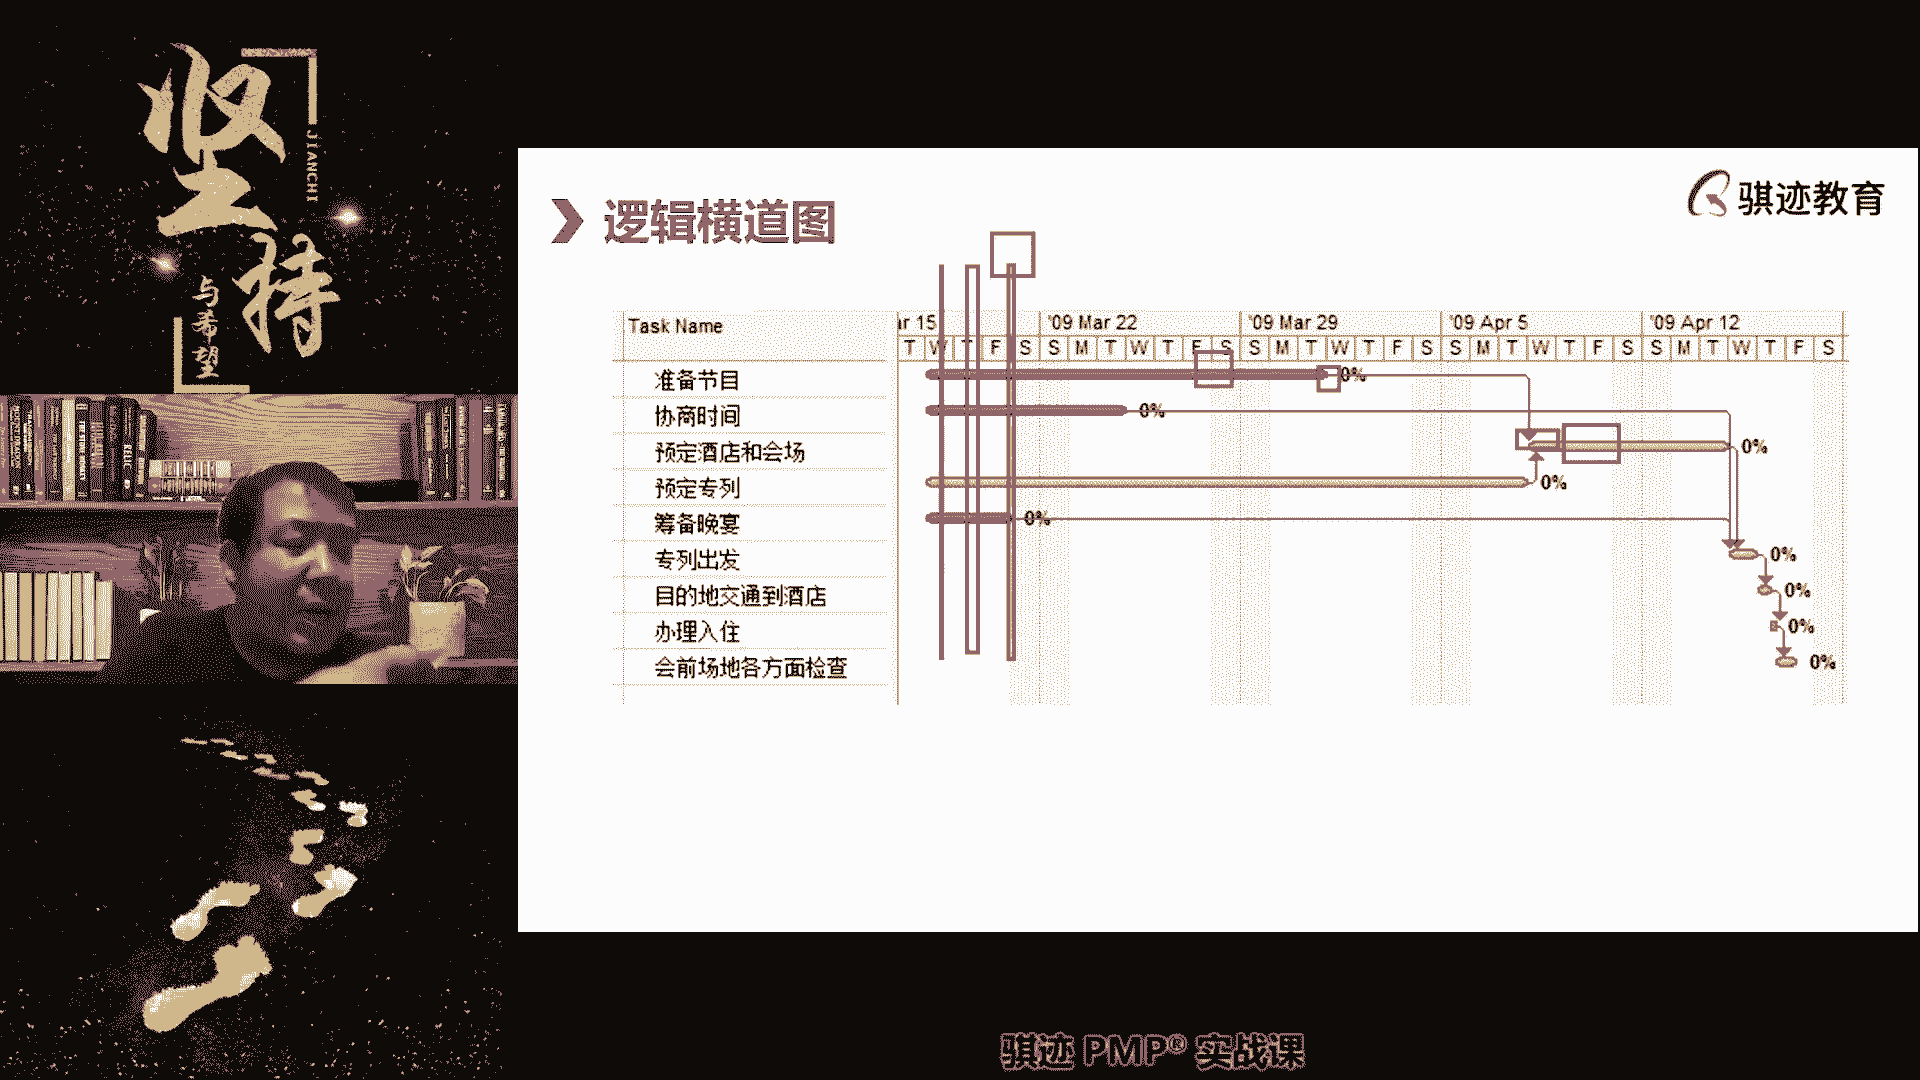 坚持
JIANCHI
与希望
逻辑横道图
骐迹教育
Task Name
ar 15 '09 Mar 22 '09 Mar 29 '09 Apr 5 '09 Apr 12
T W T F S S M T W T F S S M T W T F S S M T W T F S S M T W T F S
准备节目 0%
协商时间 0%
预定酒店和会场 0%
预定专列 0%
筹备晚宴 0%
专列出发 0%
目的地交通到酒店 0%
办理入住 0%
会前场地各方面检查 0%
骐迹 PMP® 实战课